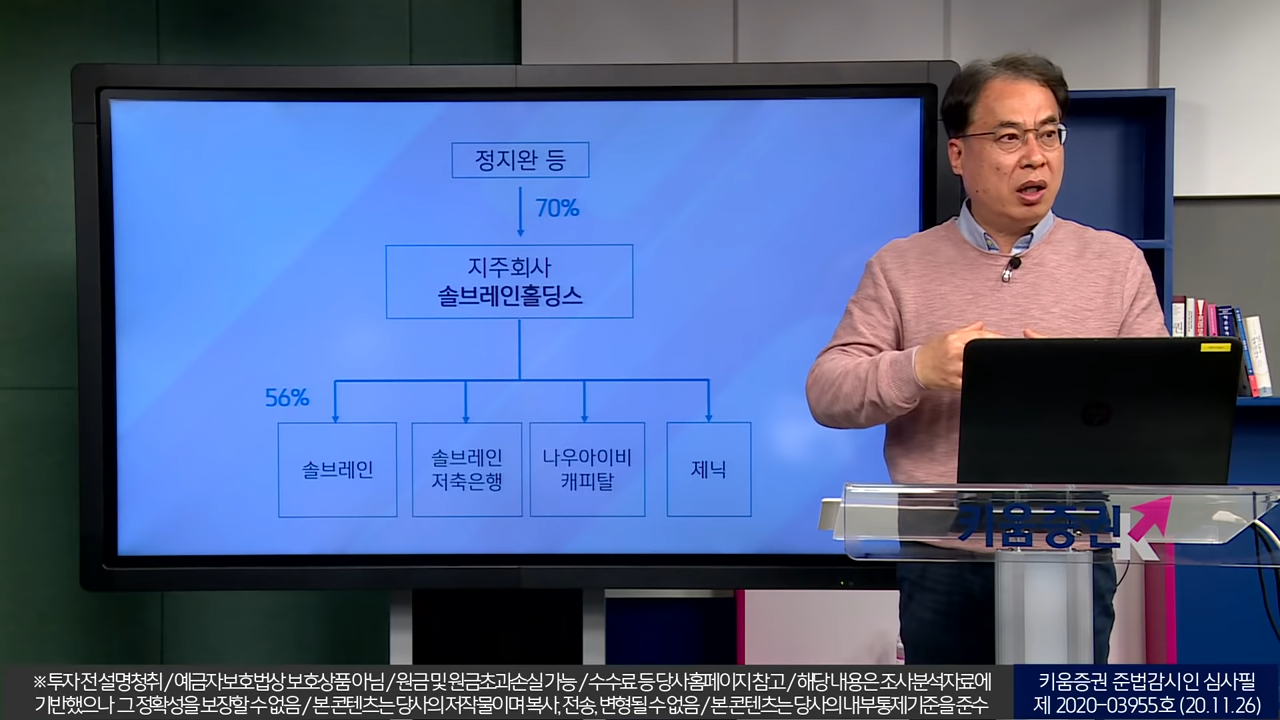 정지완 등
70%
지주회사
솔브레인홀딩스
56%
솔브레인
솔브레인
저축은행
나우아이비
캐피탈
제닉
키움증권
※ 투자 전 설명청취 / 예금자보호법상 보호상품 아님 / 원금 및 원금초과손실 가능 / 수수료 등 당사홈페이지 참고 / 해당 내용은 조사분석자료에
기반했으나 그 정확성을 보장할 수 없음 / 본 콘텐츠는 당사의 저작물이며 복사, 전송, 변형될 수 없음 / 본 콘텐츠는 당사의 내부통제기준을 준수
키움증권 준법감시인 심사필
제 2020-03955호 (20.11.26)